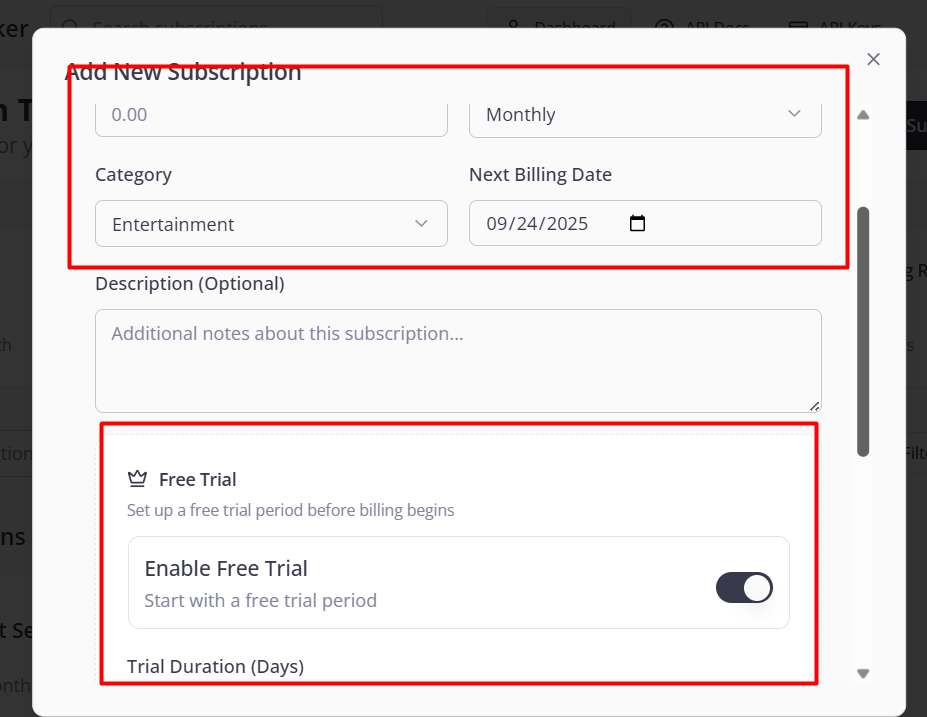 ker
Search subscriptions
Dashboard
API Docs
API Keys
Add New Subscription
0.00
Monthly
Category
Next Billing Date
Entertainment
09/24/2025
Description (Optional)
Additional notes about this subscription...
Free Trial
Set up a free trial period before billing begins
Enable Free Trial
Start with a free trial period
Trial Duration (Days)